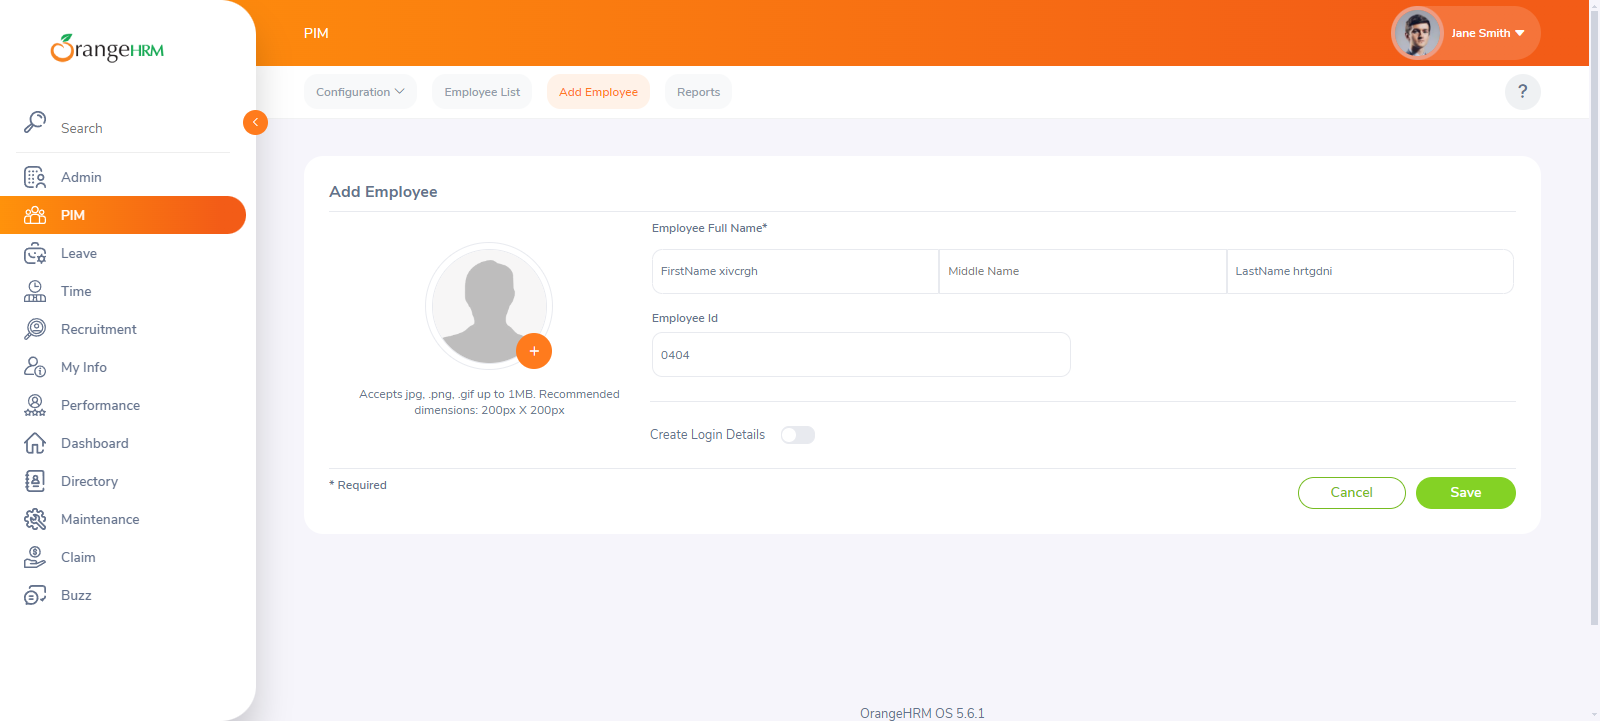 OrangeHRM
PIM
Jane Smith
Configuration
Employee List
Add Employee
Reports
?
Search
Admin
PIM
Leave
Time
Recruitment
My Info
Performance
Dashboard
Directory
Maintenance
Claim
Buzz
Add Employee
Accepts jpg, .png, .gif up to 1MB. Recommended
dimensions: 200px X 200px
Employee Full Name*
FirstName xivcrgh
Middle Name
LastName hrtgdni
Employee Id
0404
Create Login Details
* Required
Cancel
Save
OrangeHRM OS 5.6.1